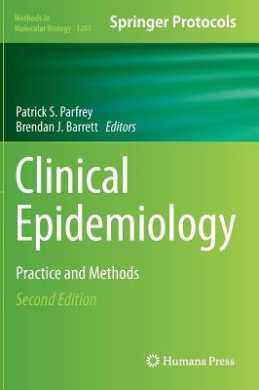 Methods in
Molecular Biology 1281
Springer Protocols
Patrick S. Parfrey
Brendan J. Barrett Editors
Clinical
Epidemiology
Practice and Methods
Second Edition
Humana Press